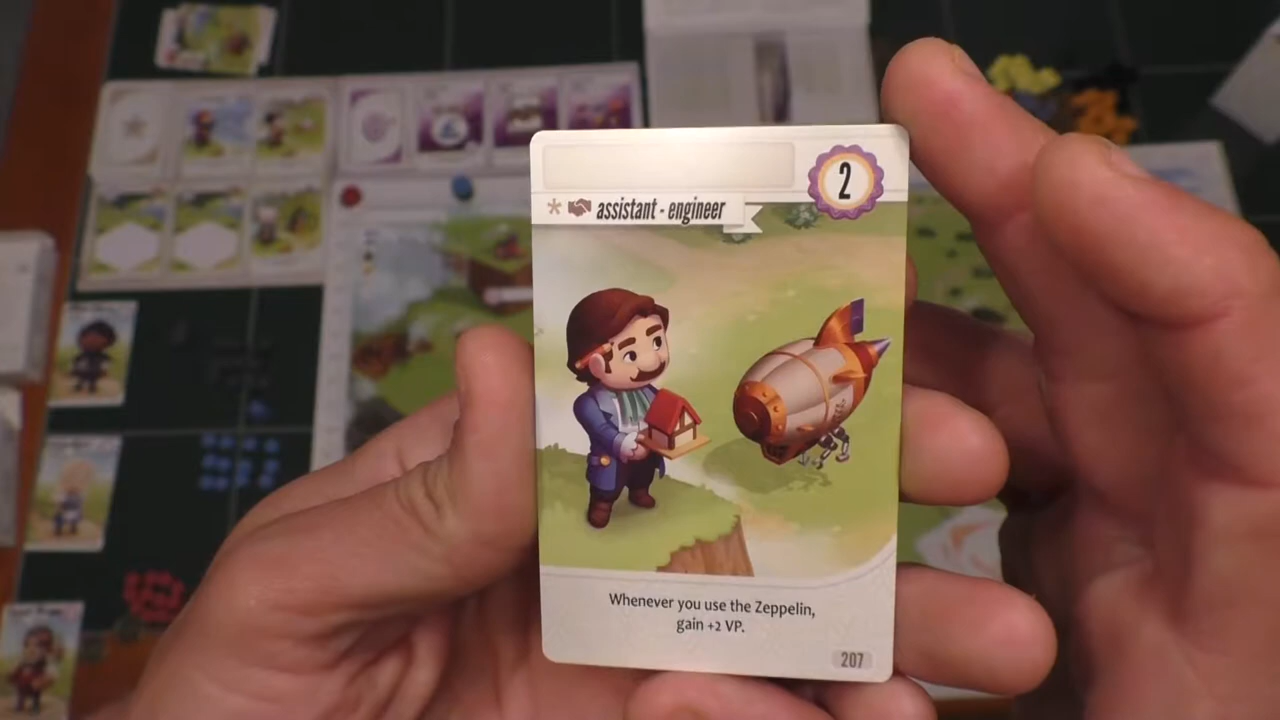 2
assistant - engineer
Whenever you use the Zeppelin,
gain +2 VP.
207